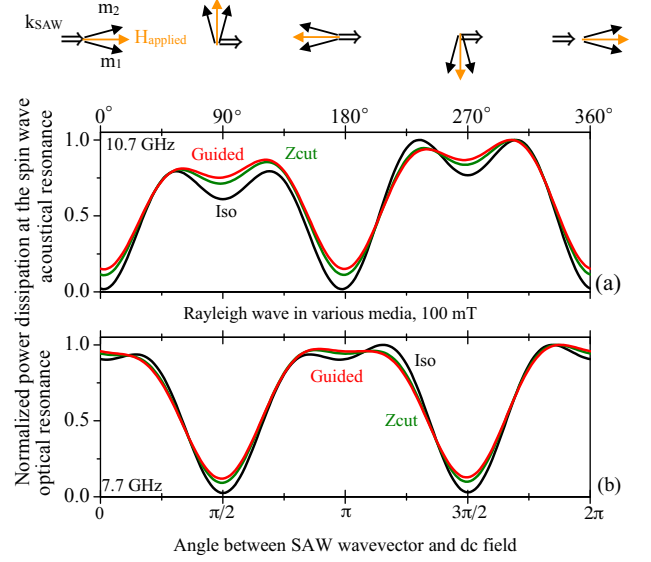 k_SAW m₂ H_applied m₁
0° 90° 180° 270° 360°
10.7 GHz Guided Zcut Iso (a)
1.0
0.5
0.0
Normalized power dissipation at the spin wave
acoustical resonance optical resonance
Rayleigh wave in various media, 100 mT
1.0
0.5
0.0
Iso
Guided
Zcut
7.7 GHz (b)
0 π/2 π 3π/2 2π
Angle between SAW wavevector and dc field